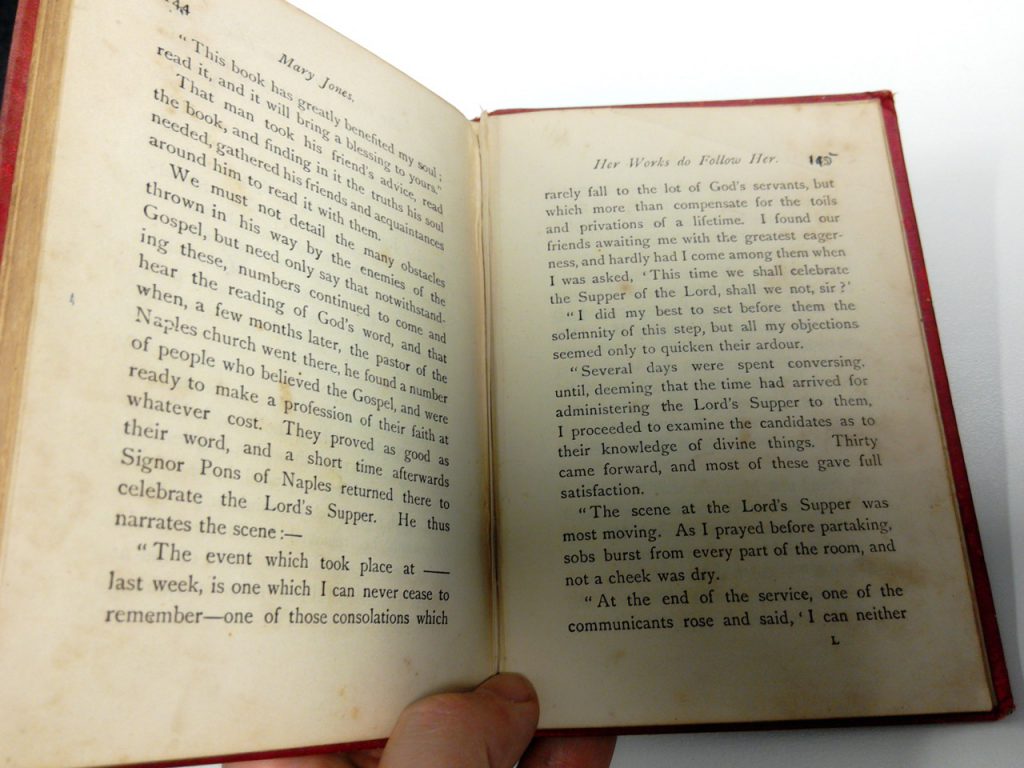 144
Mary Jones.
“This book has greatly benefited my soul;
read it, and it will bring a blessing to yours.”
That man took his friend’s advice, read
the book, and finding in it the truths his soul
needed, gathered his friends and acquaintances
around him to read it with them.
We must not detail the many obstacles
thrown in his way by the enemies of the
Gospel, but need only say that notwithstand-
ing these, numbers continued to come and
hear the reading of God’s word, and that
when, a few months later, the pastor of the
Naples church went there, he found a number
of people who believed the Gospel, and were
ready to make a profession of their faith at
whatever cost. They proved as good as
their word, and a short time afterwards
Signor Pons of Naples returned there to
celebrate the Lord’s Supper. He thus
narrates the scene:—
“The event which took place at ——
last week, is one which I can never cease to
remember—one of those consolations which
Her Works do Follow Her. 145
rarely fall to the lot of God’s servants, but
which more than compensate for the toils
and privations of a lifetime. I found our
friends awaiting me with the greatest eager-
ness, and hardly had I come among them when
I was asked, ‘This time we shall celebrate
the Supper of the Lord, shall we not, sir?’
“I did my best to set before them the
solemnity of this step, but all my objections
seemed only to quicken their ardour.
“Several days were spent conversing,
until, deeming that the time had arrived for
administering the Lord’s Supper to them,
I proceeded to examine the candidates as to
their knowledge of divine things. Thirty
came forward, and most of these gave full
satisfaction.
“The scene at the Lord’s Supper was
most moving. As I prayed before partaking,
sobs burst from every part of the room, and
not a cheek was dry.
“At the end of the service, one of the
communicants rose and said, ‘I can neither
L